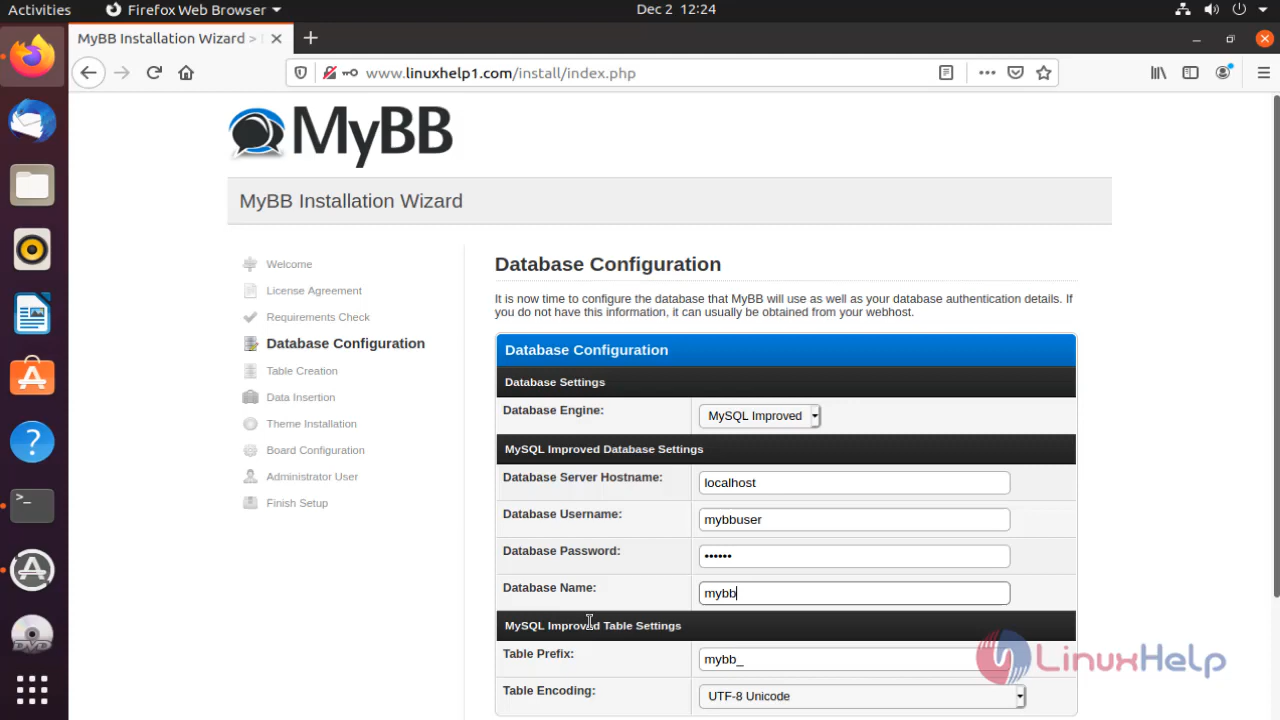 Activities
Firefox Web Browser
Dec 2 12:24
MyBB Installation Wizard >
www.linuxhelp1.com/install/index.php
MyBB
MyBB Installation Wizard
Welcome
License Agreement
Requirements Check
Database Configuration
Table Creation
Data Insertion
Theme Installation
Board Configuration
Administrator User
Finish Setup
Database Configuration
It is now time to configure the database that MyBB will use as well as your database authentication details. If
you do not have this information, it can usually be obtained from your webhost.
Database Configuration
Database Settings
Database Engine: MySQL Improved
MySQL Improved Database Settings
Database Server Hostname: localhost
Database Username: mybbuser
Database Password: ••••••
Database Name: mybb
MySQL Improved Table Settings
Table Prefix: mybb_
Table Encoding: UTF-8 Unicode
LinuxHelp
DVD